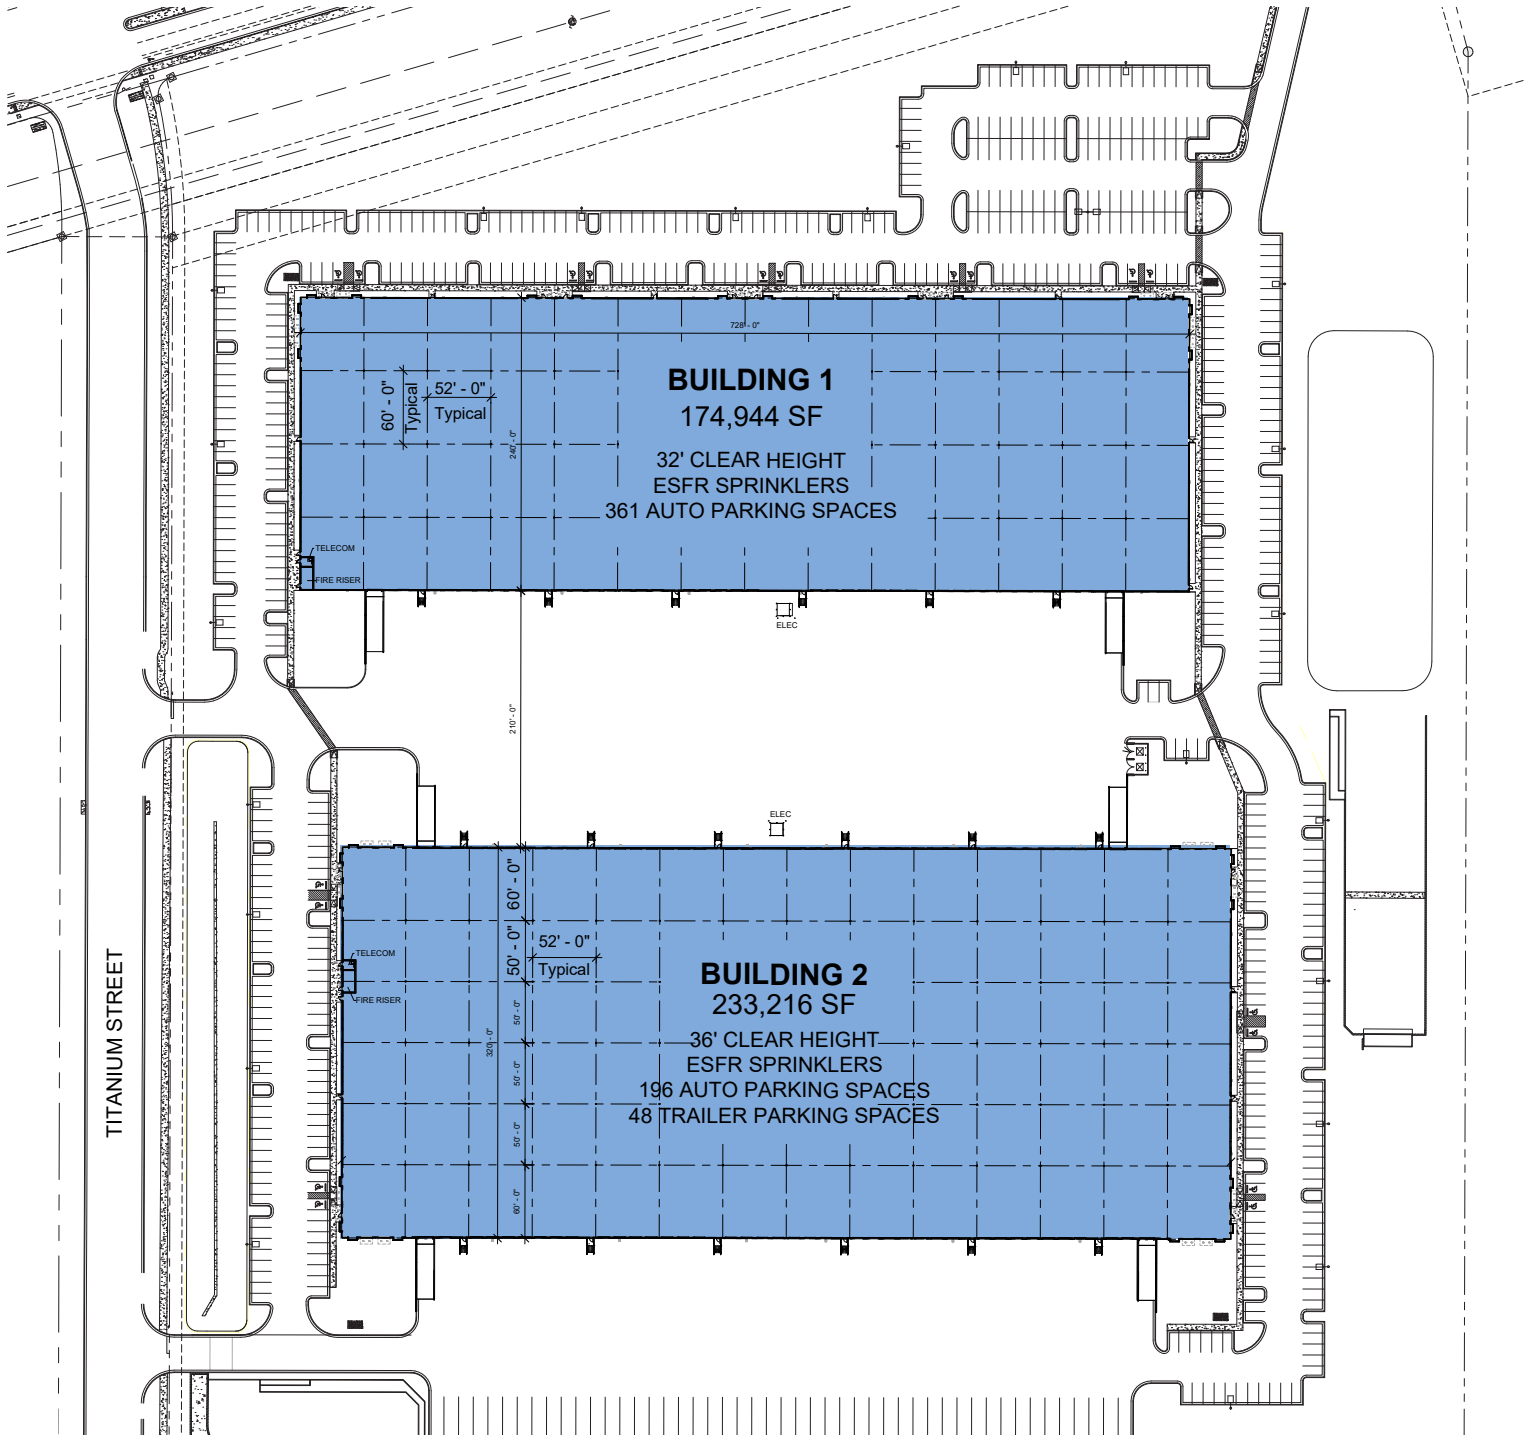 728' - 0"
BUILDING 1
174,944 SF
32' CLEAR HEIGHT
ESFR SPRINKLERS
361 AUTO PARKING SPACES
60' - 0"
Typical
52' - 0"
Typical
240' - 0"
TELECOM
FIRE RISER
ELEC
210' - 0"
ELEC
TITANIUM STREET
60' - 0"
50' - 0"
52' - 0"
Typical
TELECOM
FIRE RISER
BUILDING 2
233,216 SF
36' CLEAR HEIGHT
ESFR SPRINKLERS
196 AUTO PARKING SPACES
48 TRAILER PARKING SPACES
320' - 0"
50' - 0"
50' - 0"
50' - 0"
60' - 0"